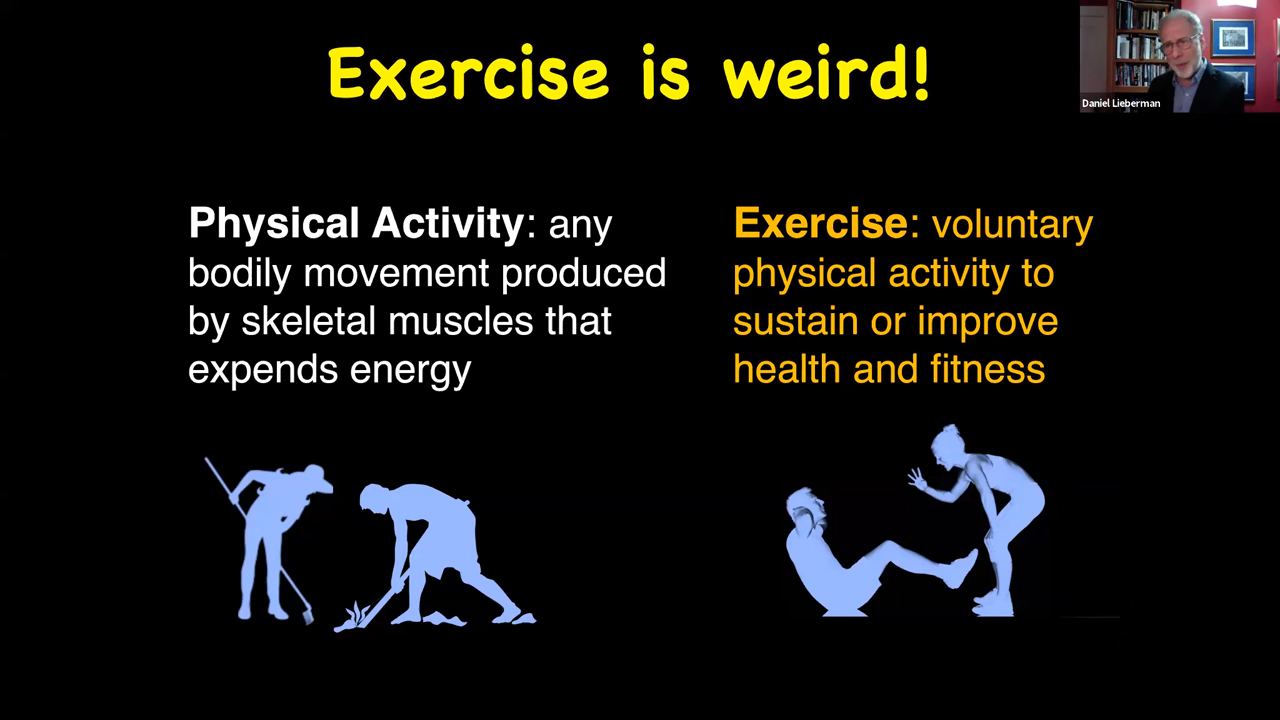 Exercise is weird!
Daniel Lieberman
Physical Activity: any
bodily movement produced
by skeletal muscles that
expends energy
Exercise: voluntary
physical activity to
sustain or improve
health and fitness